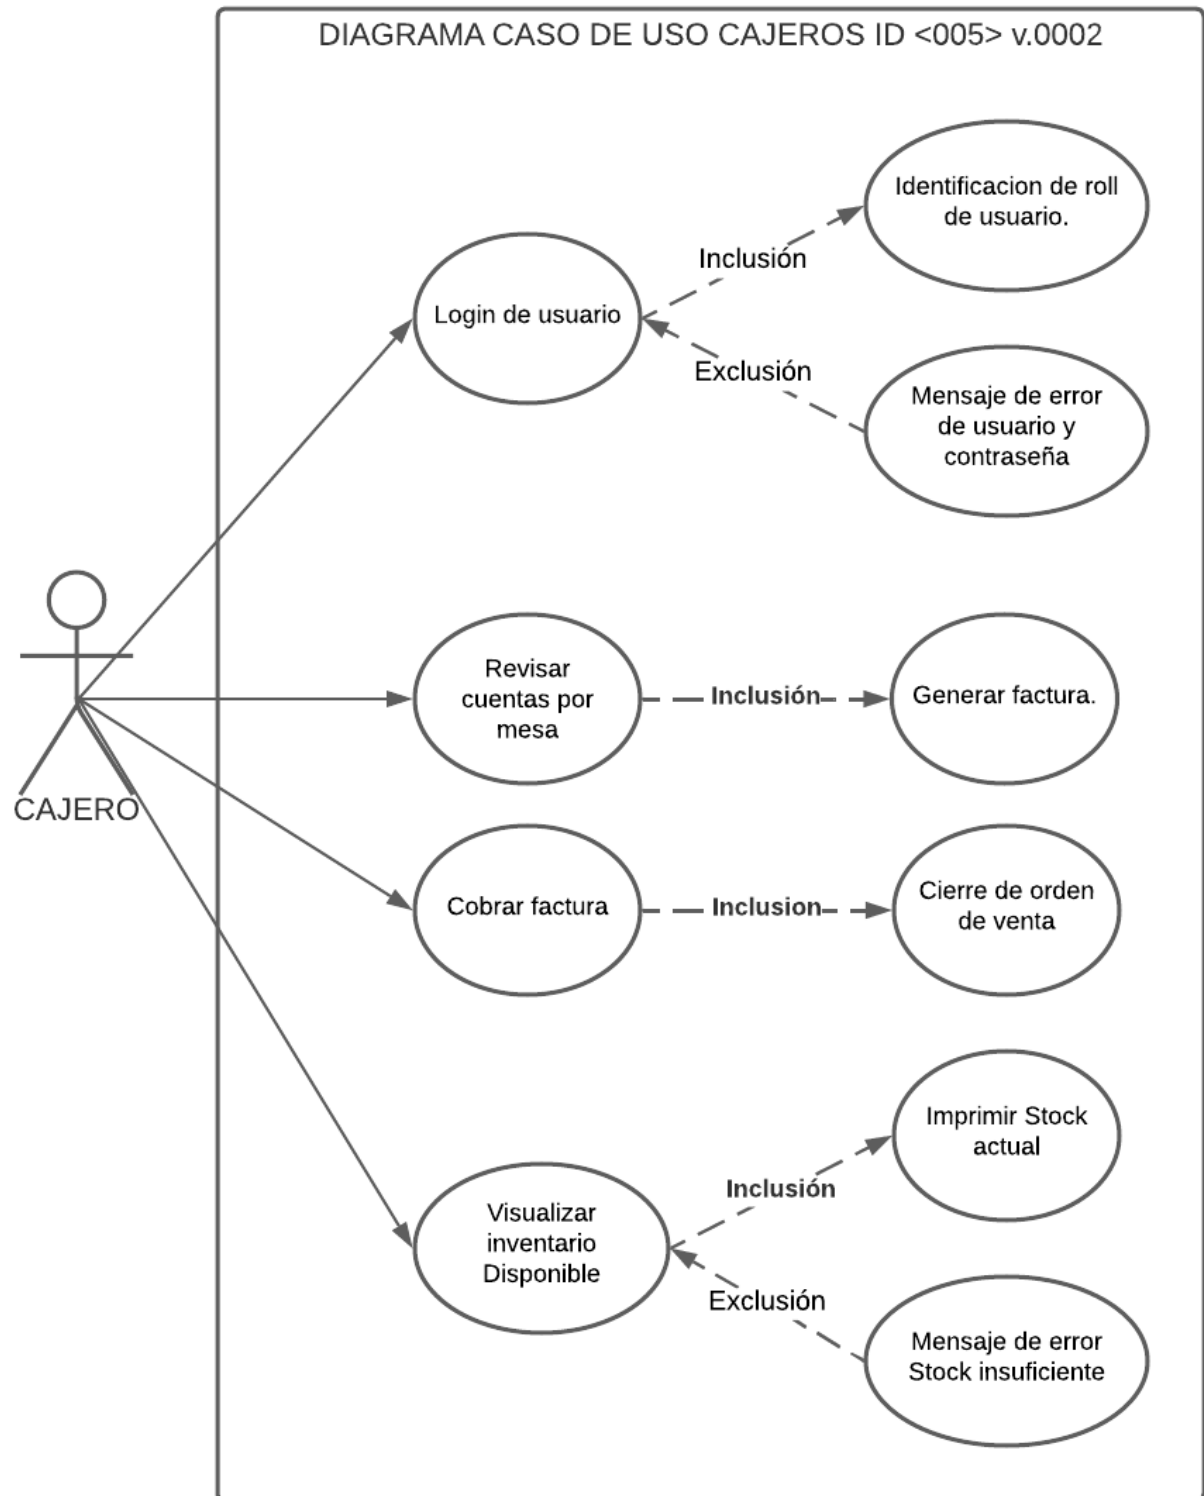 DIAGRAMA CASO DE USO CAJEROS ID <005> v.0002
Identificacion de roll
de usuario.
Inclusión
Login de usuario
Exclusión
Mensaje de error
de usuario y
contraseña
Revisar
cuentas por
mesa
Inclusión
Generar factura.
CAJERO
Cobrar factura
Inclusion
Cierre de orden
de venta
Imprimir Stock
actual
Inclusión
Visualizar
inventario
Disponible
Exclusión
Mensaje de error
Stock insuficiente